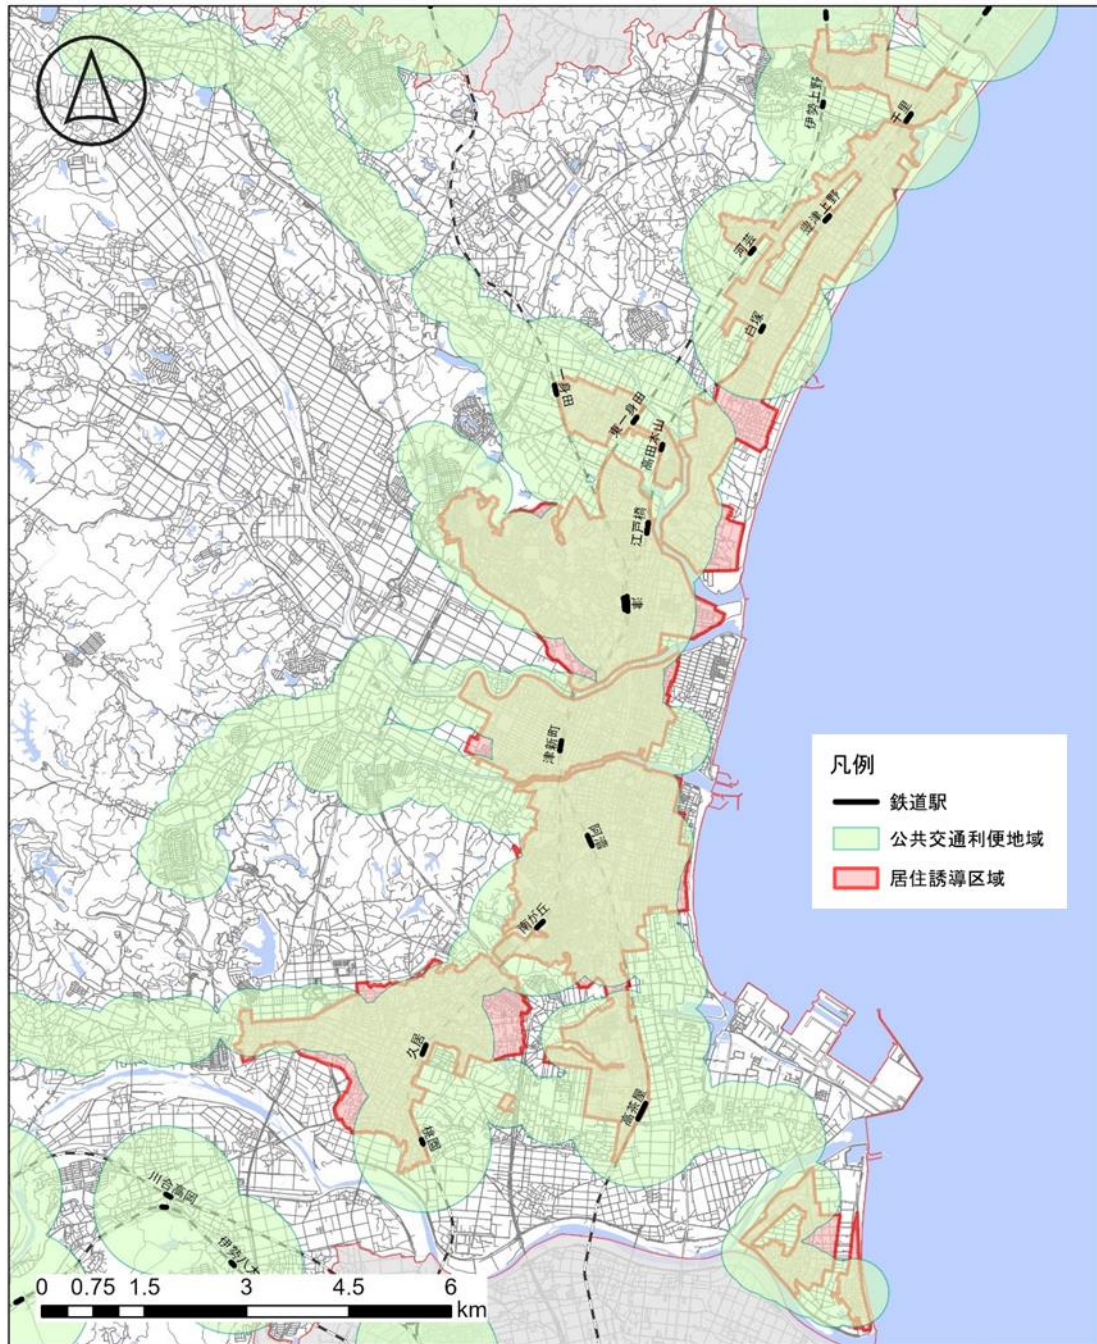 伊勢上野
千里
豊津上野
河芸
白塚
一身田
東一身田
高田本山
江戸橋
津
津新町
阿漕
南が丘
久居
桃園
高茶屋
川合高岡
伊勢八太
凡例
鉄道駅
公共交通利便地域
居住誘導区域
0 0.75 1.5 3 4.5 6
km